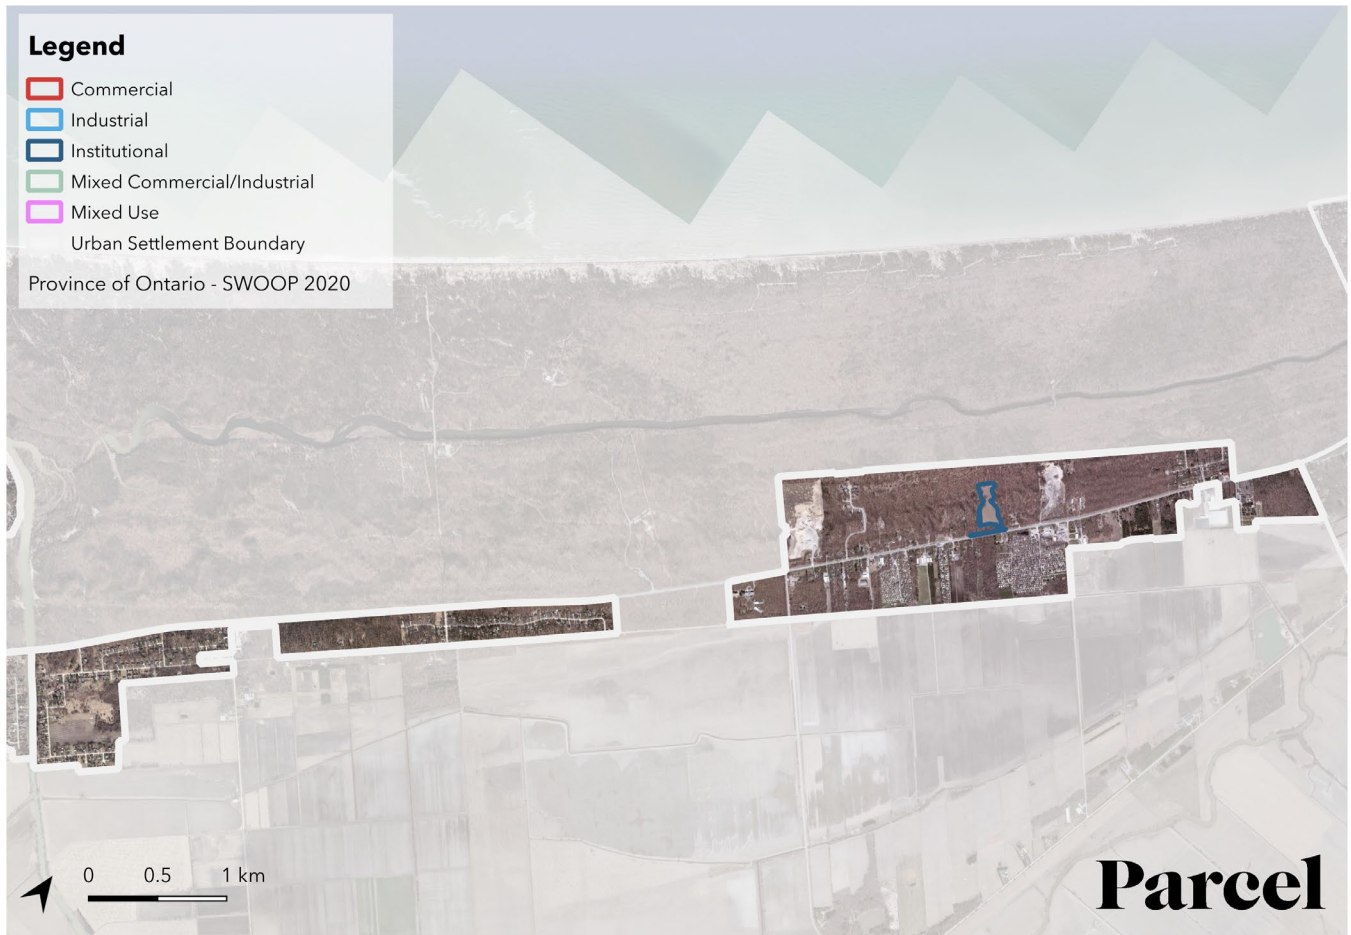 Legend
Commercial
Industrial
Institutional
Mixed Commercial/Industrial
Mixed Use
Urban Settlement Boundary
Province of Ontario - SWOOP 2020
0 0.5 1 km
Parcel